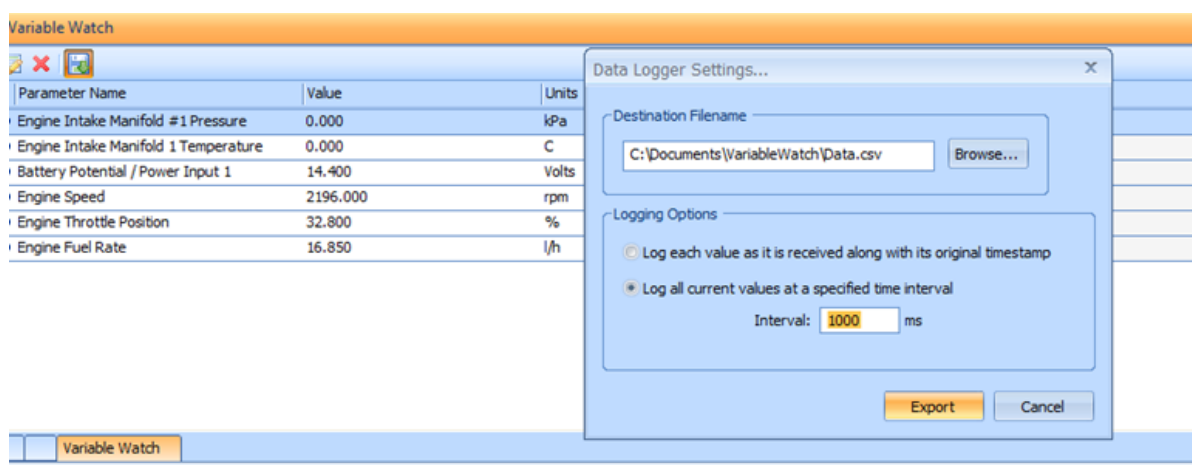 Variable Watch
Parameter Name Value Units
Engine Intake Manifold #1 Pressure 0.000 kPa
Engine Intake Manifold 1 Temperature 0.000 C
Battery Potential / Power Input 1 14.400 Volts
Engine Speed 2196.000 rpm
Engine Throttle Position 32.800 %
Engine Fuel Rate 16.850 l/h
Variable Watch
Data Logger Settings... X
Destination Filename
C:\Documents\VariableWatch\Data.csv Browse...
Logging Options
Log each value as it is received along with its original timestamp
Log all current values at a specified time interval
Interval: 1000 ms
Export Cancel